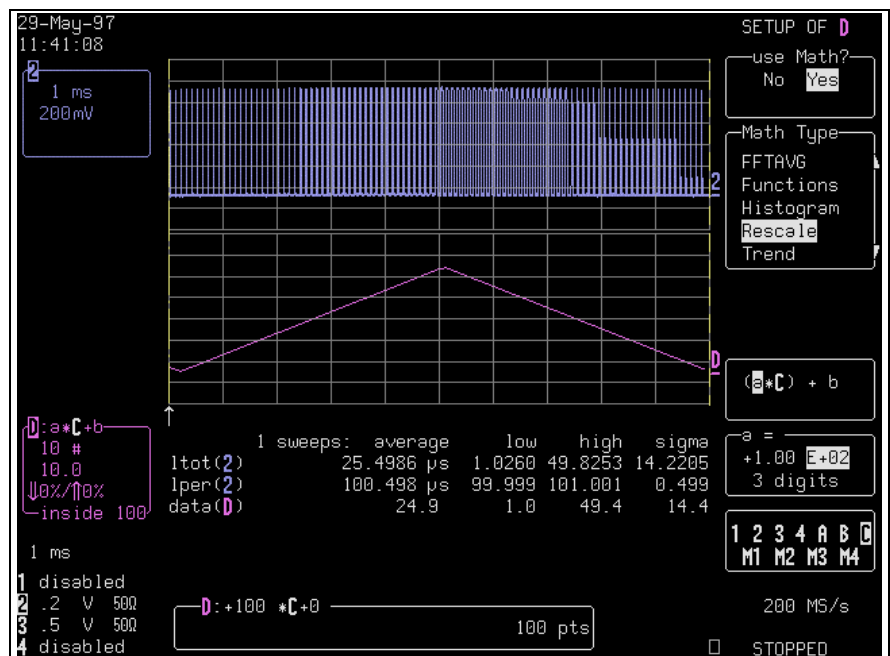 29-May-97
11:41:08
2
1 ms
200mV
2
D
D:a*C+b
10 #
10.0
⇓0%/⇑0%
inside 100
1 sweeps: average low high sigma
ltot(2) 25.4986 µs 1.0260 49.8253 14.2205
lper(2) 100.498 µs 99.999 101.001 0.499
data(D) 24.9 1.0 49.4 14.4
1 ms
1 disabled
2 .2 V 50Ω
3 .5 V 50Ω
4 disabled
D:+100 *C+0
100 pts
SETUP OF D
use Math?
No Yes
Math Type
FFTAVG
Functions
Histogram
Rescale
Trend
(a*C) + b
a =
+1.00 E+02
3 digits
1 2 3 4 A B C
M1 M2 M3 M4
200 MS/s
STOPPED